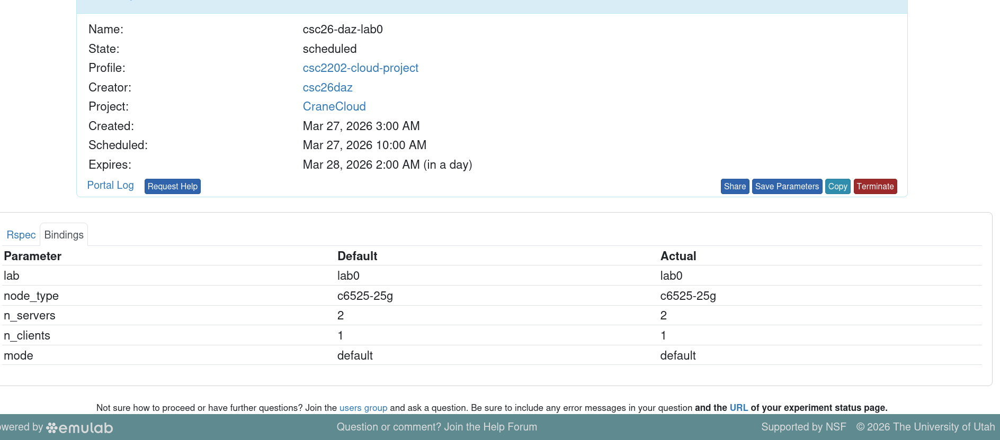 Name: csc26-daz-lab0
State: scheduled
Profile: csc2202-cloud-project
Creator: csc26daz
Project: CraneCloud
Created: Mar 27, 2026 3:00 AM
Scheduled: Mar 27, 2026 10:00 AM
Expires: Mar 28, 2026 2:00 AM (in a day)
Portal Log Request Help Share Save Parameters Copy Terminate
Rspec Bindings
Parameter Default Actual
lab lab0 lab0
node_type c6525-25g c6525-25g
n_servers 2 2
n_clients 1 1
mode default default
Not sure how to proceed or have further questions? Join the users group and ask a question. Be sure to include any error messages in your question and the URL of your experiment status page.
owered by emulab Question or comment? Join the Help Forum Supported by NSF © 2026 The University of Utah